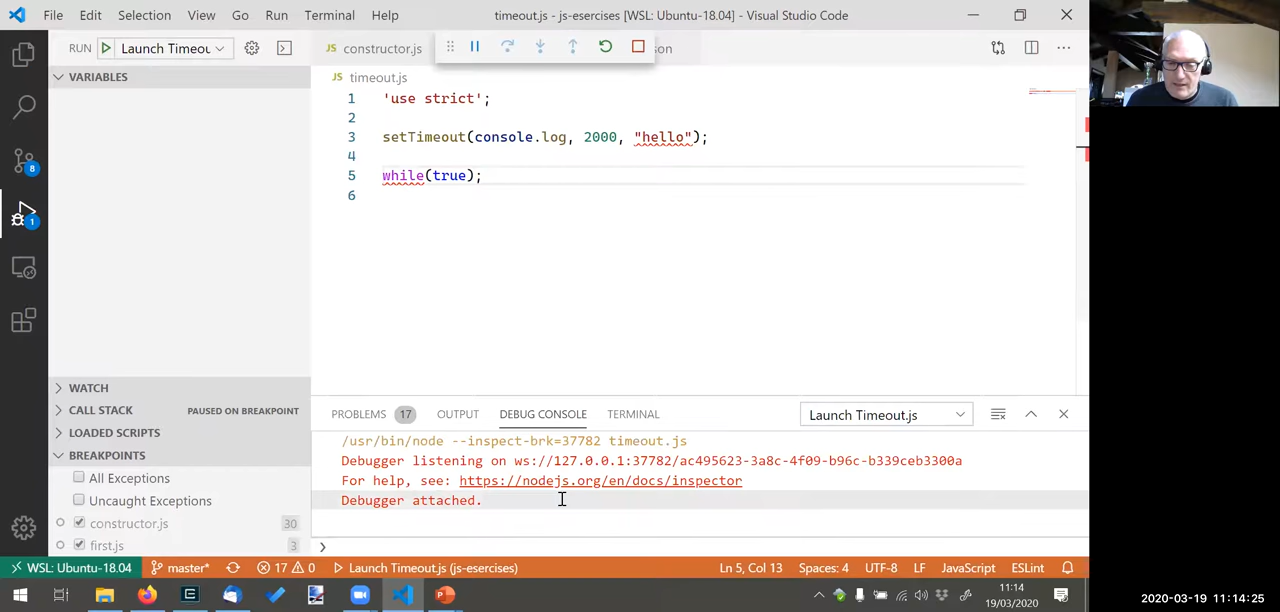 File Edit Selection View Go Run Terminal Help timeout.js - js-esercises [WSL: Ubuntu-18.04] - Visual Studio Code
RUN Launch Timeou
JS constructor.js
son
VARIABLES
JS timeout.js
1 'use strict';
2
3 setTimeout(console.log, 2000, "hello");
4
5 while(true);
6
8
1
WATCH
CALL STACK PAUSED ON BREAKPOINT
LOADED SCRIPTS
BREAKPOINTS
All Exceptions
Uncaught Exceptions
constructor.js 30
first.js 3
PROBLEMS 17 OUTPUT DEBUG CONSOLE TERMINAL Launch Timeout.js
/usr/bin/node --inspect-brk=37782 timeout.js
Debugger listening on ws://127.0.0.1:37782/ac495623-3a8c-4f09-b96c-b339ceb3300a
For help, see: https://nodejs.org/en/docs/inspector
Debugger attached.
WSL: Ubuntu-18.04 master* 17 0 Launch Timeout.js (js-esercises) Ln 5, Col 13 Spaces: 4 UTF-8 LF JavaScript ESLint
11:14
19/03/2020
2020-03-19 11:14:25